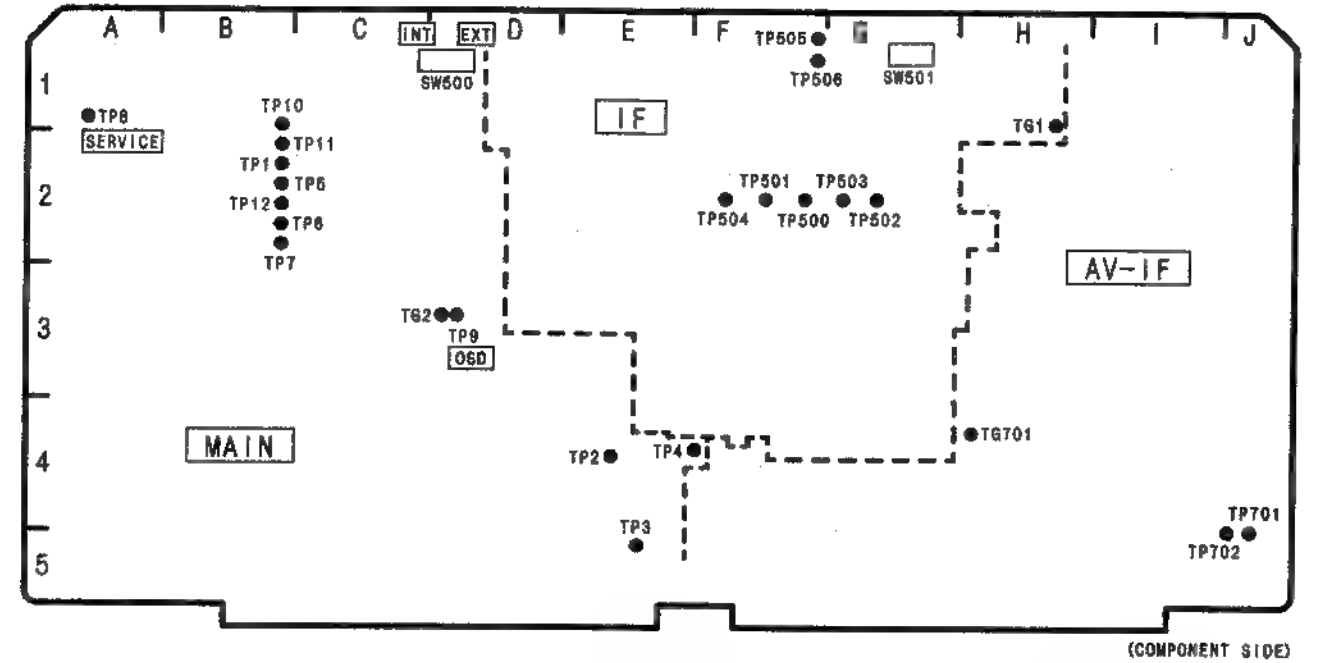 A B C INT EXT D E F TP505 G H I J
SW500 TP506 SW501
1
TP8 TP10 IF TG1
SERVICE TP11
TP1
2 TP5 TP501 TP503
TP12 TP504 TP500 TP502
TP6
TP7 AV-IF
3 TG2
TP9
OSD
MAIN TG701
4 TP2 TP4
TP3 TP701
TP702
5
(COMPONENT SIDE)